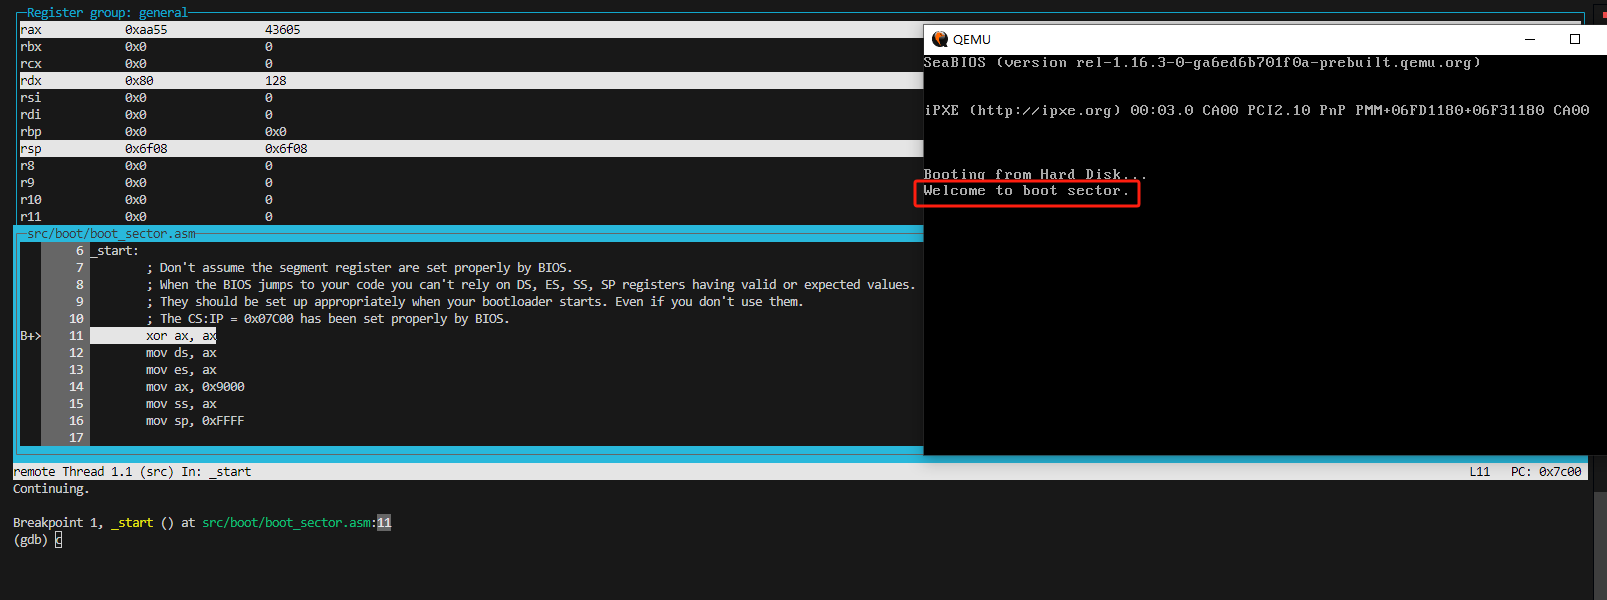 Register group: general
rax 0xaa55 43605
rbx 0x0 0
rcx 0x0 0
rdx 0x80 128
rsi 0x0 0
rdi 0x0 0
rbp 0x0 0x0
rsp 0x6f08 0x6f08
r8 0x0 0
r9 0x0 0
r10 0x0 0
r11 0x0 0
src/boot/boot_sector.asm
6 _start:
7 ; Don't assume the segment register are set properly by BIOS.
8 ; When the BIOS jumps to your code you can't rely on DS, ES, SS, SP registers having valid or expected values.
9 ; They should be set up appropriately when your bootloader starts. Even if you don't use them.
10 ; The CS:IP = 0x07C00 has been set properly by BIOS.
B+> 11 xor ax, ax
12 mov ds, ax
13 mov es, ax
14 mov ax, 0x9000
15 mov ss, ax
16 mov sp, 0xFFFF
17
remote Thread 1.1 (src) In: _start L11 PC: 0x7c00
Continuing.
Breakpoint 1, _start () at src/boot/boot_sector.asm:11
(gdb) c
QEMU
SeaBIOS (version rel-1.16.3-0-ga6ed6b701f0a-prebuilt.qemu.org)
iPXE (http://ipxe.org) 00:03.0 CA00 PCI2.10 PnP PMM+06FD1180+06F31180 CA00
Booting from Hard Disk...
Welcome to boot sector.